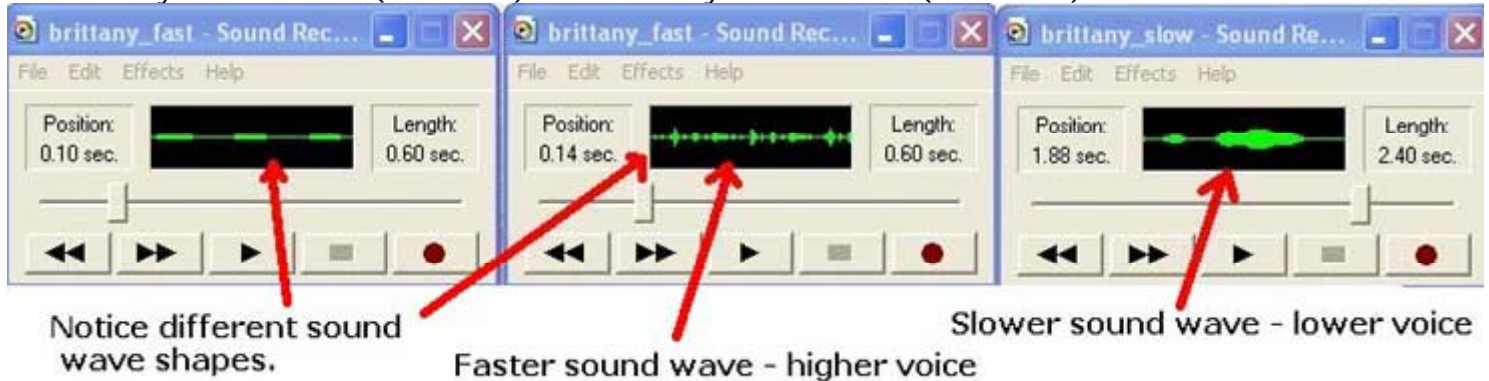 brittany_fast - Sound Rec...
File Edit Effects Help
Position:
0.10 sec.
Length:
0.60 sec.
brittany_fast - Sound Rec...
File Edit Effects Help
Position:
0.14 sec.
Length:
0.60 sec.
brittany_slow - Sound Re...
File Edit Effects Help
Position:
1.88 sec.
Length:
2.40 sec.
Notice different sound
wave shapes.
Faster sound wave - higher voice
Slower sound wave - lower voice